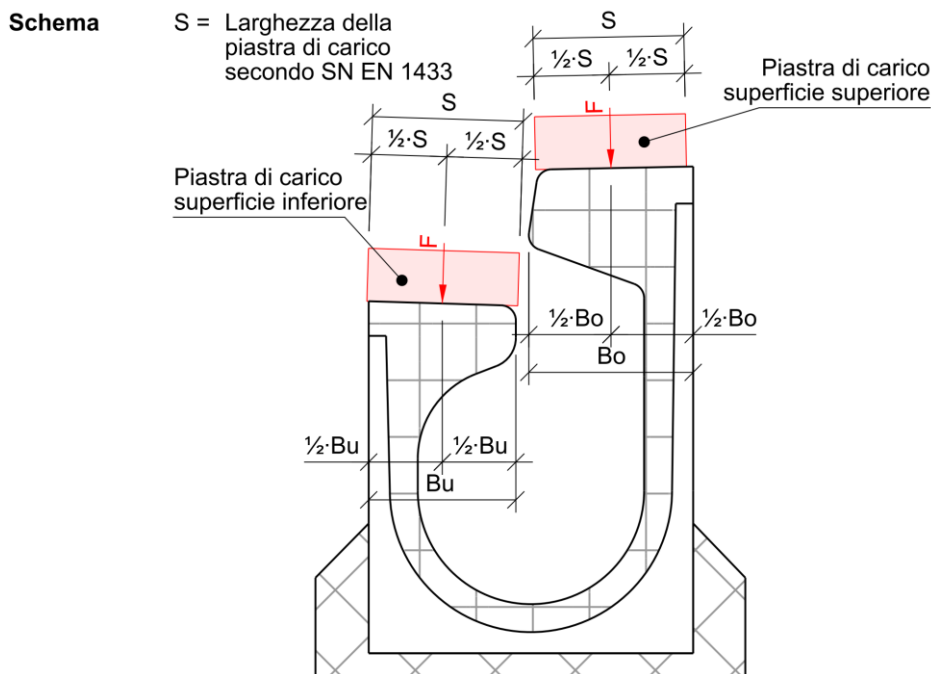 Schema
S = Larghezza della
piastra di carico
secondo SN EN 1433
S
½·S ½·S
F
Piastra di carico
superficie superiore
S
½·S ½·S
F
Piastra di carico
superficie inferiore
½·Bo ½·Bo
Bo
½·Bu ½·Bu
Bu